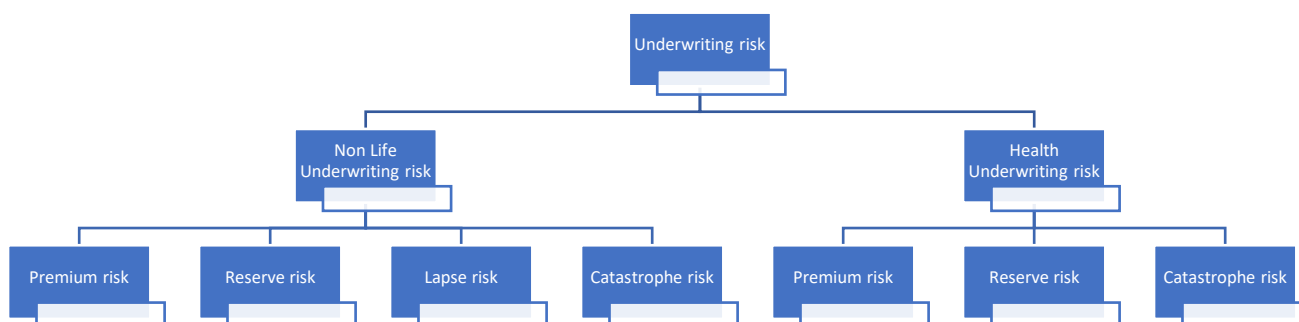 Underwriting risk
Non Life
Underwriting risk
Health
Underwriting risk
Premium risk
Reserve risk
Lapse risk
Catastrophe risk
Premium risk
Reserve risk
Catastrophe risk